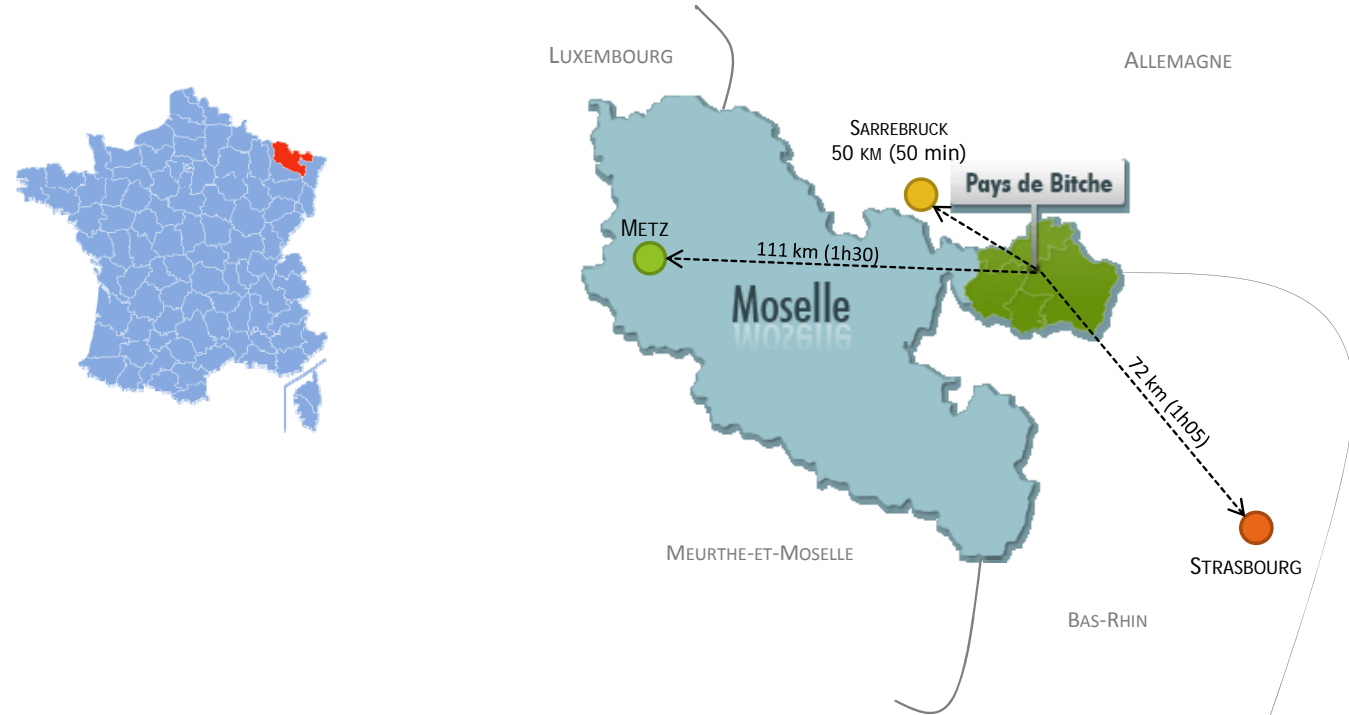 LUXEMBOURG
ALLEMAGNE
SARREBRUCK
50 KM (50 min)
Pays de Bitche
METZ
111 km (1h30)
Moselle
72 km (1h05)
MEURTHE-ET-MOSELLE
STRASBOURG
BAS-RHIN